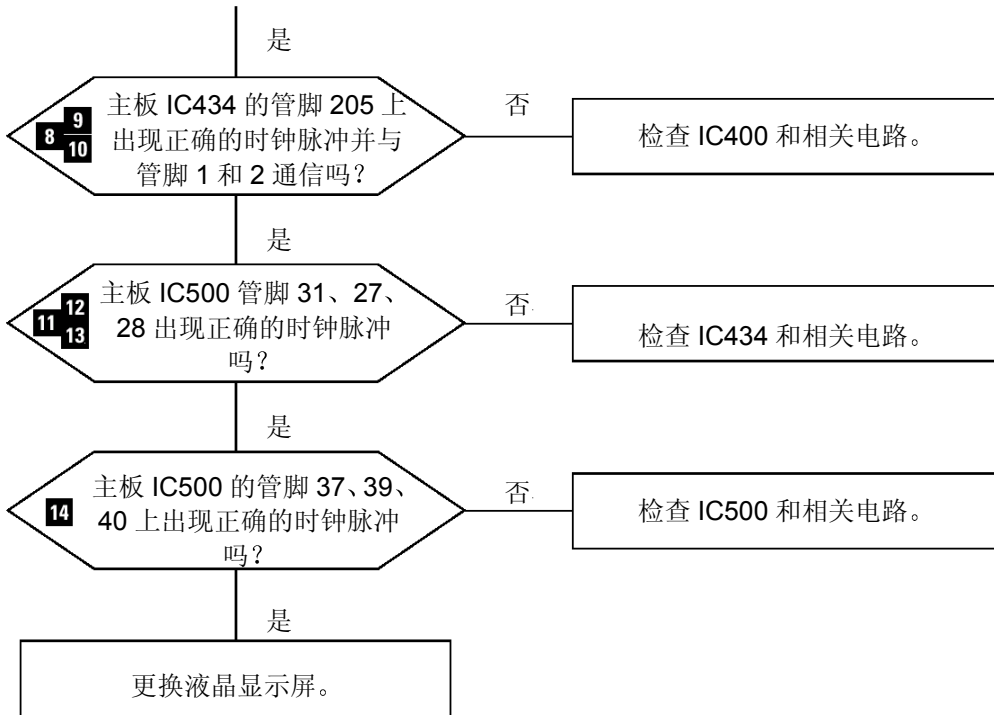 是
9
8
10
主板 IC434 的管脚 205 上
出现正确的时钟脉冲并与
管脚 1 和 2 通信吗？
否
检查 IC400 和相关电路。
是
12
11
13
主板 IC500 管脚 31、27、
28 出现正确的时钟脉冲
吗？
否
检查 IC434 和相关电路。
是
14
主板 IC500 的管脚 37、39、
40 上出现正确的时钟脉冲
吗？
否
检查 IC500 和相关电路。
是
更换液晶显示屏。